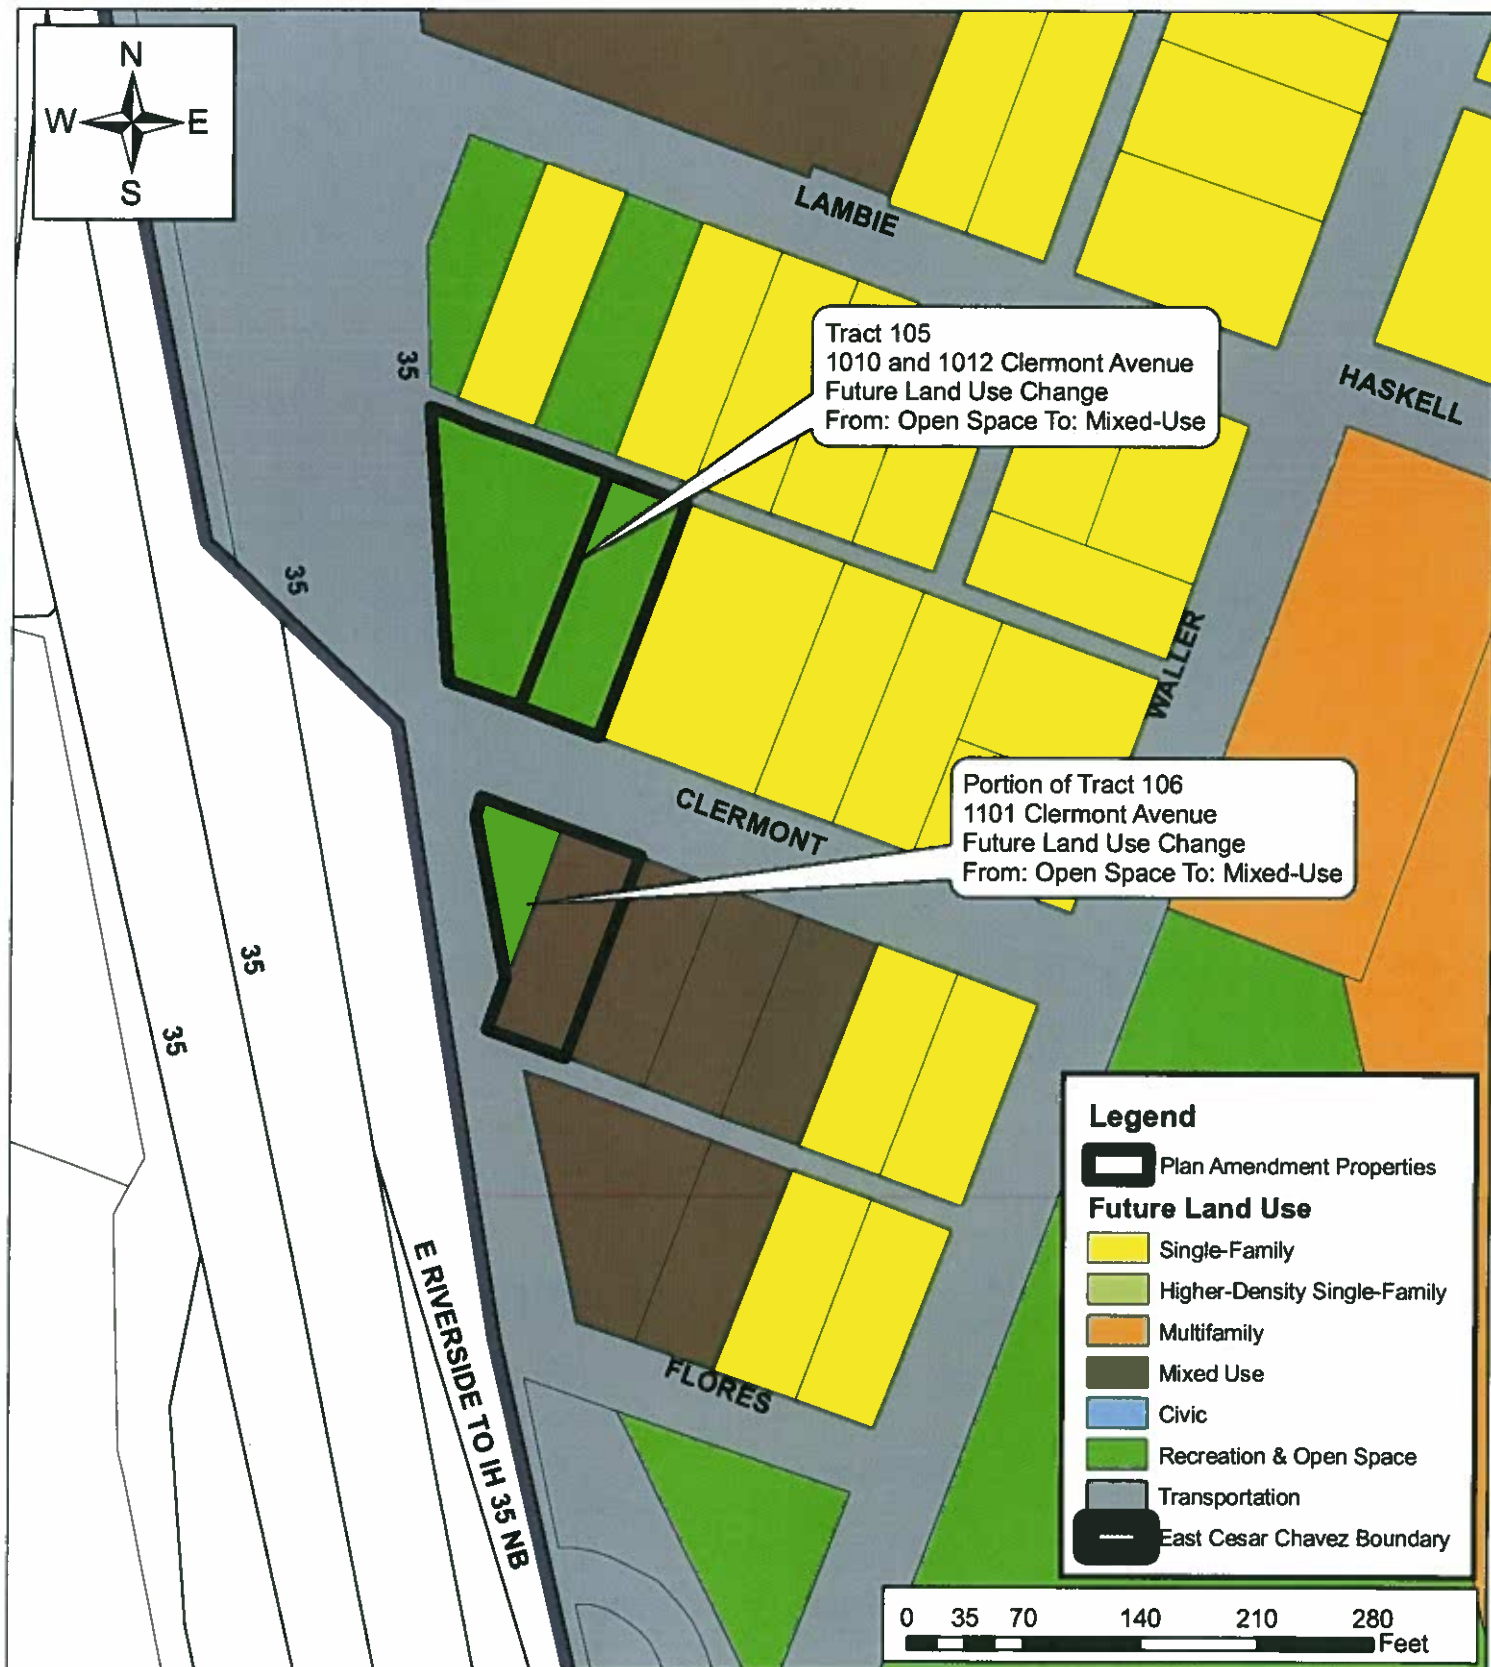 N
W E
S
LAMBIE
35
Tract 105
1010 and 1012 Clermont Avenue
Future Land Use Change
From: Open Space To: Mixed-Use
HASKELL
35
WALLER
Portion of Tract 106
1101 Clermont Avenue
Future Land Use Change
From: Open Space To: Mixed-Use
CLERMONT
35
35
E RIVERSIDE TO IH 35 NB
FLORES
Legend
Plan Amendment Properties
Future Land Use
Single-Family
Higher-Density Single-Family
Multifamily
Mixed Use
Civic
Recreation & Open Space
Transportation
East Cesar Chavez Boundary
0 35 70 140 210 280
Feet